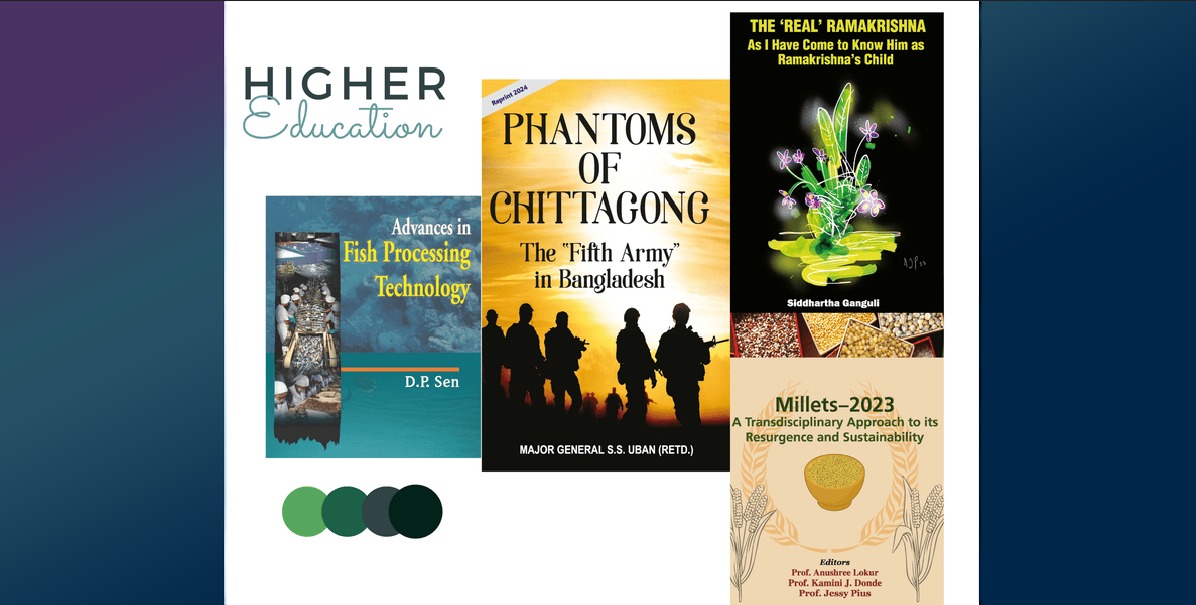 HIGHER
Education
Advances in
Fish Processing
Technology
D.P. Sen
Reprint 2024
PHANTOMS
OF
CHITTAGONG
The "Fifth Army"
in Bangladesh
MAJOR GENERAL S.S. UBAN (RETD.)
THE ‘REAL’ RAMAKRISHNA
As I Have Come to Know Him as
Ramakrishna’s Child
Siddhartha Ganguli
Millets–2023
A Transdisciplinary Approach to its
Resurgence and Sustainability
Editors
Prof. Anushree Lokur
Prof. Kamini J. Donde
Prof. Jessy Pius